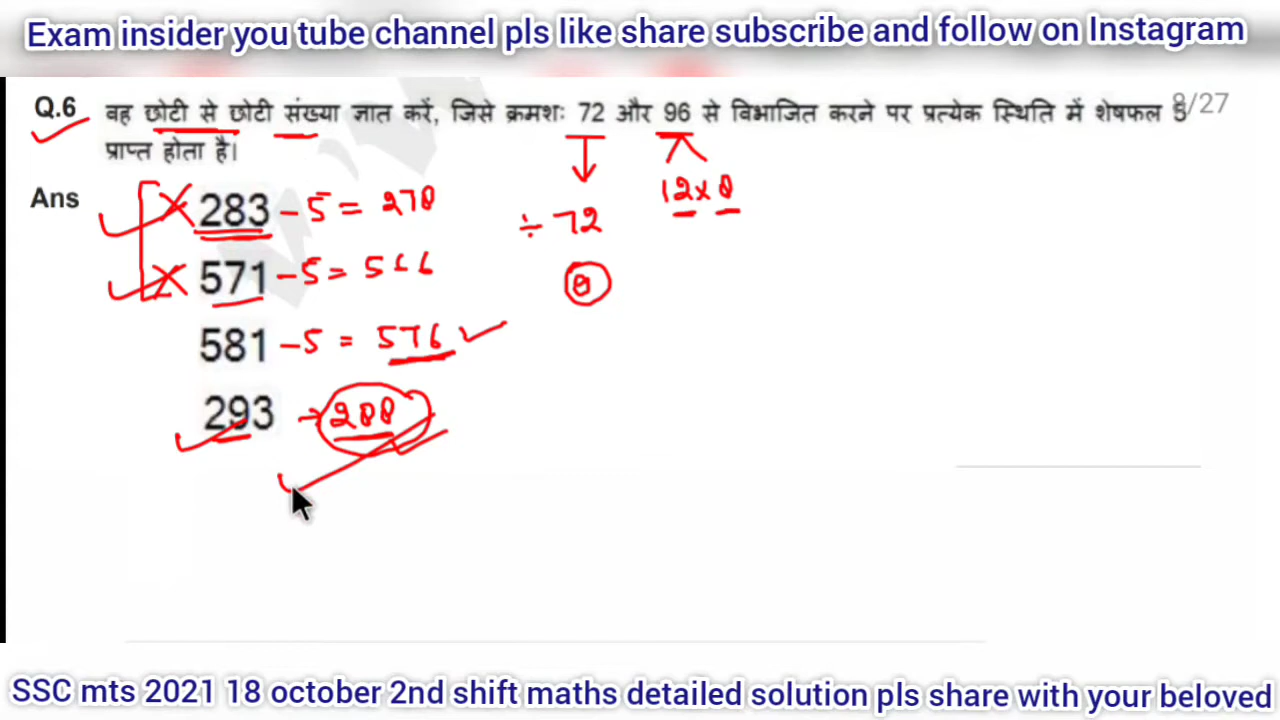 Exam insider you tube channel pls like share subscribe and follow on Instagram
8/27
Q.6 वह छोटी से छोटी संख्या ज्ञात करें, जिसे क्रमशः 72 और 96 से विभाजित करने पर प्रत्येक स्थिति में शेषफल 5
प्राप्त होता है।
Ans
283 - 5 = 278
÷ 72
12 × 8
571 - 5 = 566
8
581 - 5 = 576
293 → 288
SSC mts 2021 18 october 2nd shift maths detailed solution pls share with your beloved